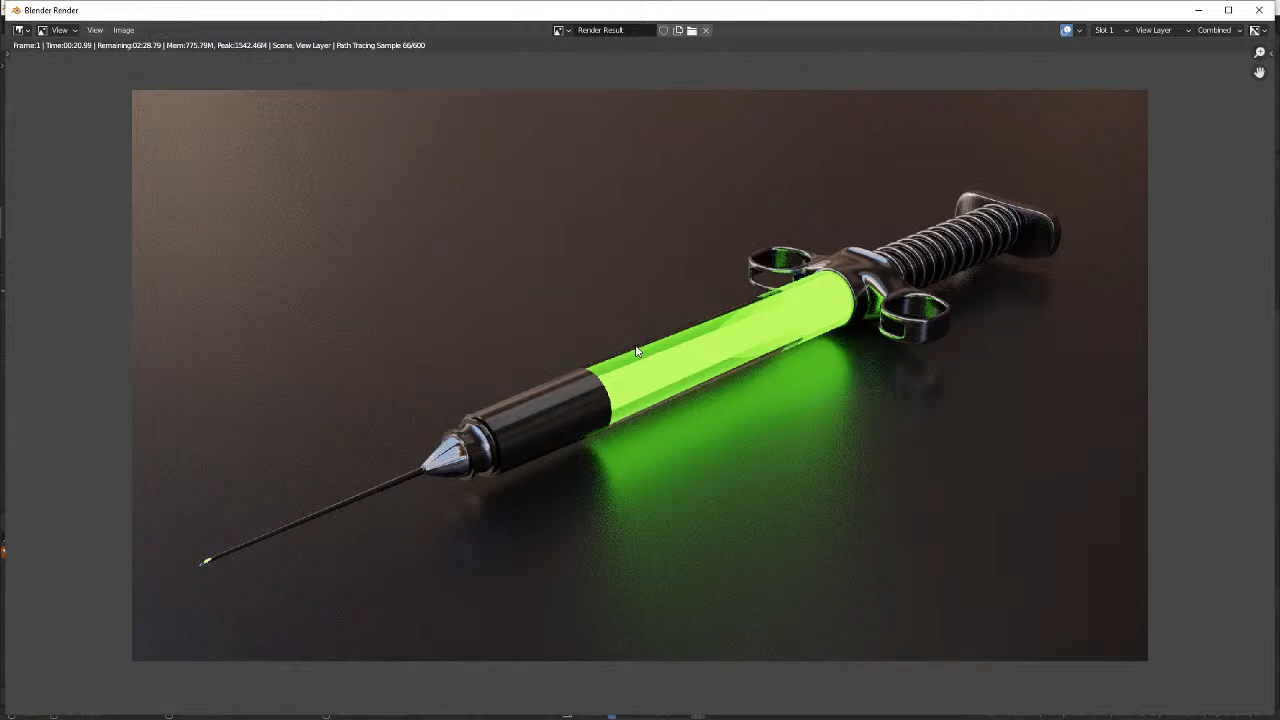 Blender Render
View View Image Render Result Slot 1 View Layer Combined
Frame:1 | Time:00:20.99 | Remaining:02:28.79 | Mem:775.79M, Peak:1542.46M | Scene, View Layer | Path Tracing Sample 66/600